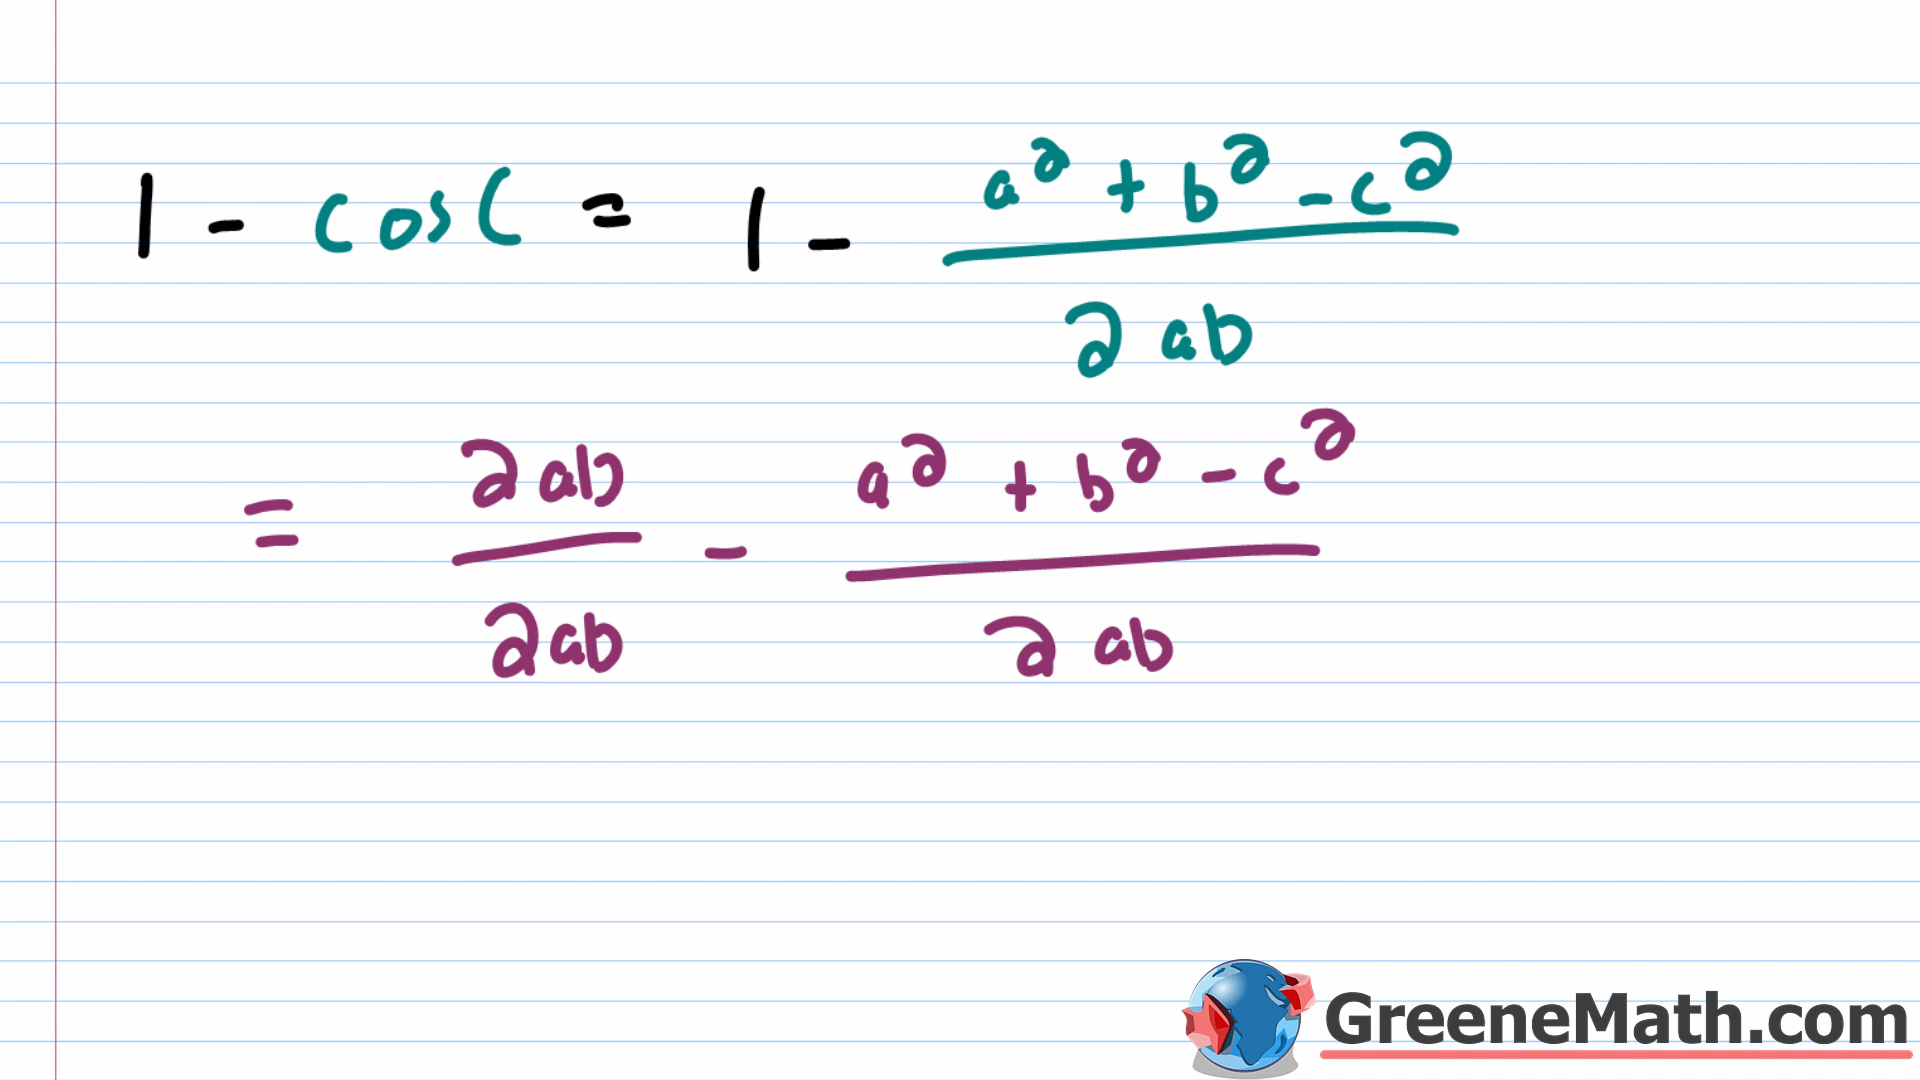 1 - cos C = 1 - (a² + b² - c²) / (2ab)
= 2ab / 2ab - (a² + b² - c²) / (2ab)
GreeneMath.com